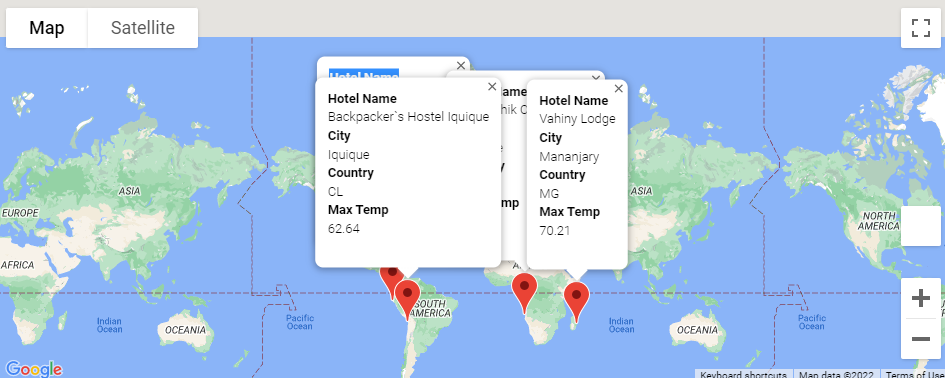 Map
Satellite
Hotel Name
Hotel Name
Backpacker`s Hostel Iquique
City
Iquique
Country
CL
Max Temp
62.64
Hotel Name
Vahiny Lodge
City
Mananjary
Country
MG
Max Temp
70.21
ASIA
EUROPE
AFRICA
Indian
Ocean
OCEANIA
Pacific
Ocean
SOUTH
AMERICA
ASIA
NORTH
AMERICA
Indian
Ocean
OCEANIA
Pacific
Ocean
Google
Keyboard shortcuts
Map data ©2022
Terms of Use